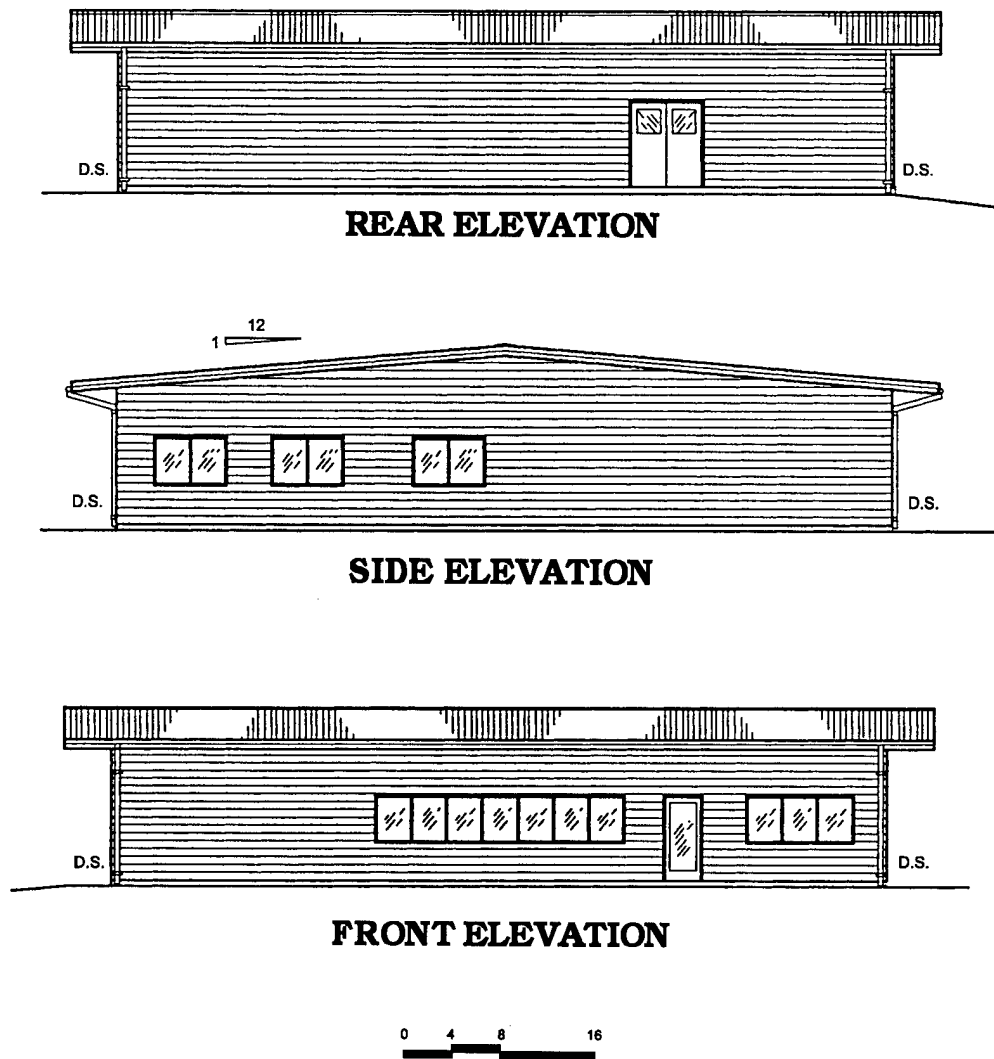 D.S.
D.S.
REAR ELEVATION
12
1
D.S.
D.S.
SIDE ELEVATION
D.S.
D.S.
FRONT ELEVATION
0 4 8 16